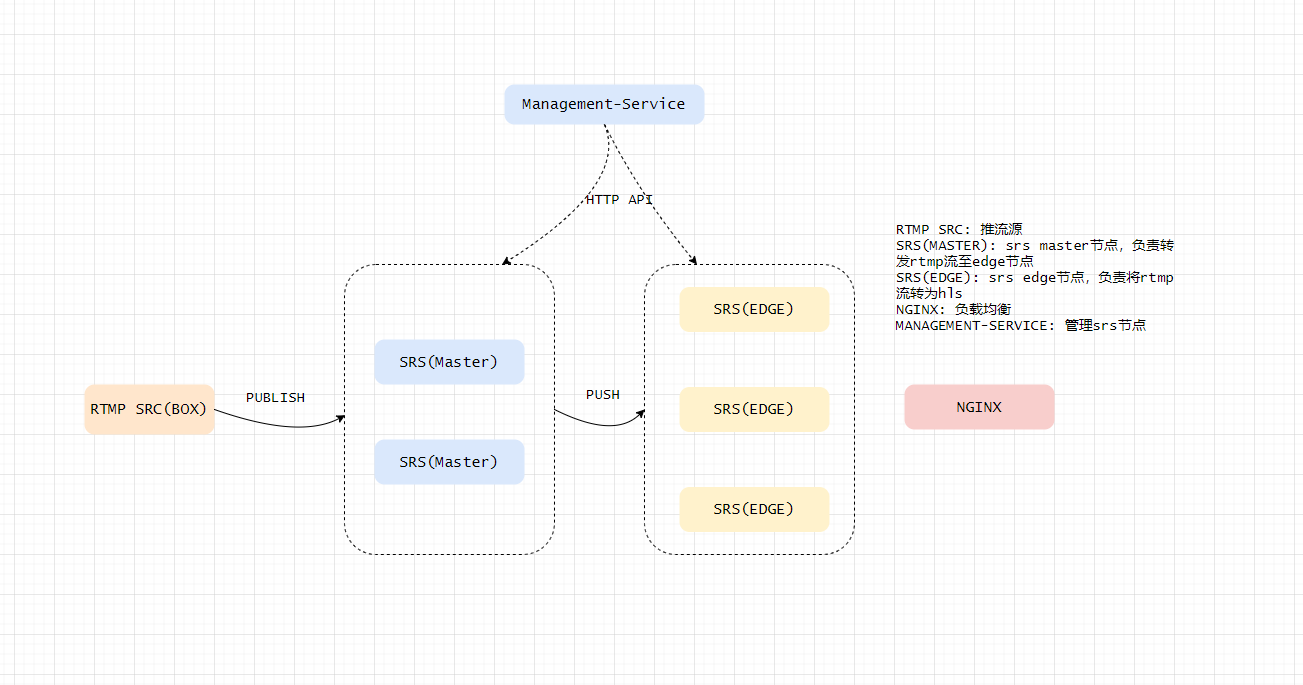 Management-Service
HTTP API
RTMP SRC: 推流源
SRS(MASTER): srs master节点，负责转
发rtmp流至edge节点
SRS(EDGE): srs edge节点，负责将rtmp
流转为hls
NGINX: 负载均衡
MANAGEMENT-SERVICE: 管理srs节点
RTMP SRC(BOX)
PUBLISH
SRS(Master)
SRS(Master)
PUSH
SRS(EDGE)
SRS(EDGE)
SRS(EDGE)
NGINX